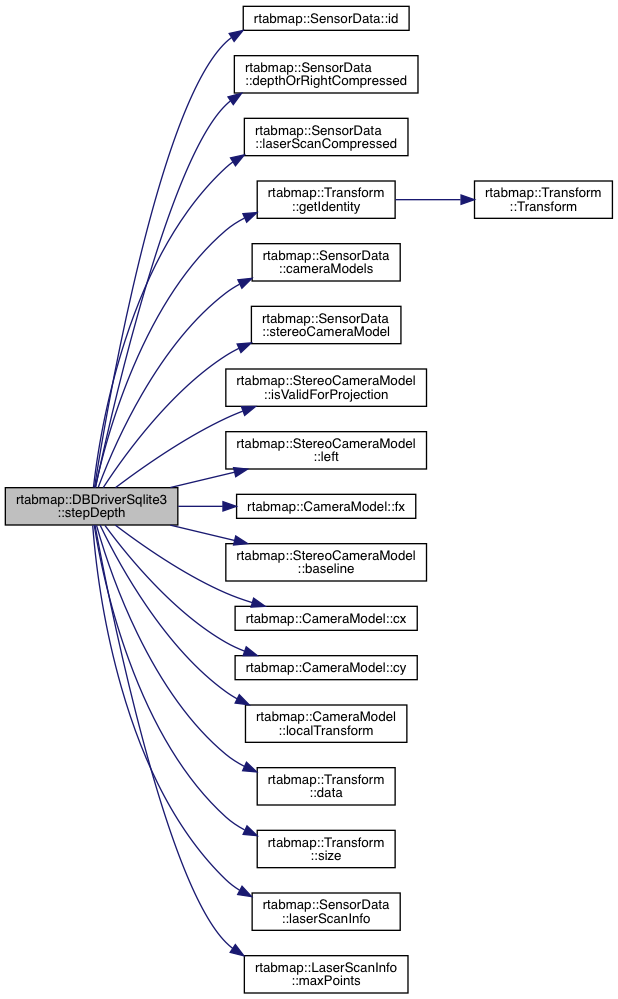 rtabmap::SensorData::id
rtabmap::SensorData
::depthOrRightCompressed
rtabmap::SensorData
::laserScanCompressed
rtabmap::Transform
::getIdentity
rtabmap::Transform
::Transform
rtabmap::SensorData
::cameraModels
rtabmap::SensorData
::stereoCameraModel
rtabmap::StereoCameraModel
::isValidForProjection
rtabmap::StereoCameraModel
::left
rtabmap::DBDriverSqlite3
::stepDepth
rtabmap::CameraModel::fx
rtabmap::StereoCameraModel
::baseline
rtabmap::CameraModel::cx
rtabmap::CameraModel::cy
rtabmap::CameraModel
::localTransform
rtabmap::Transform
::data
rtabmap::Transform
::size
rtabmap::SensorData
::laserScanInfo
rtabmap::LaserScanInfo
::maxPoints